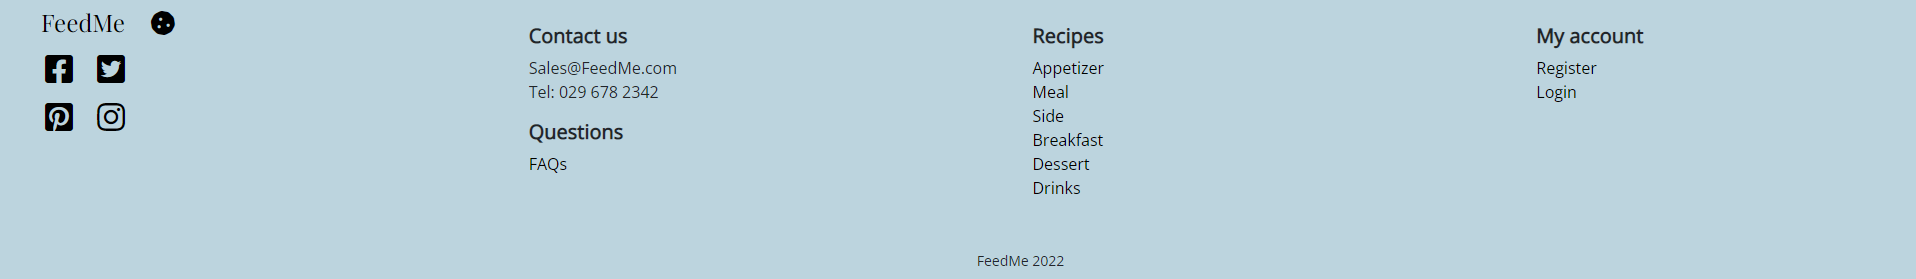 FeedMe
Contact us
Sales@FeedMe.com
Tel: 029 678 2342
Questions
FAQs
Recipes
Appetizer
Meal
Side
Breakfast
Dessert
Drinks
My account
Register
Login
FeedMe 2022